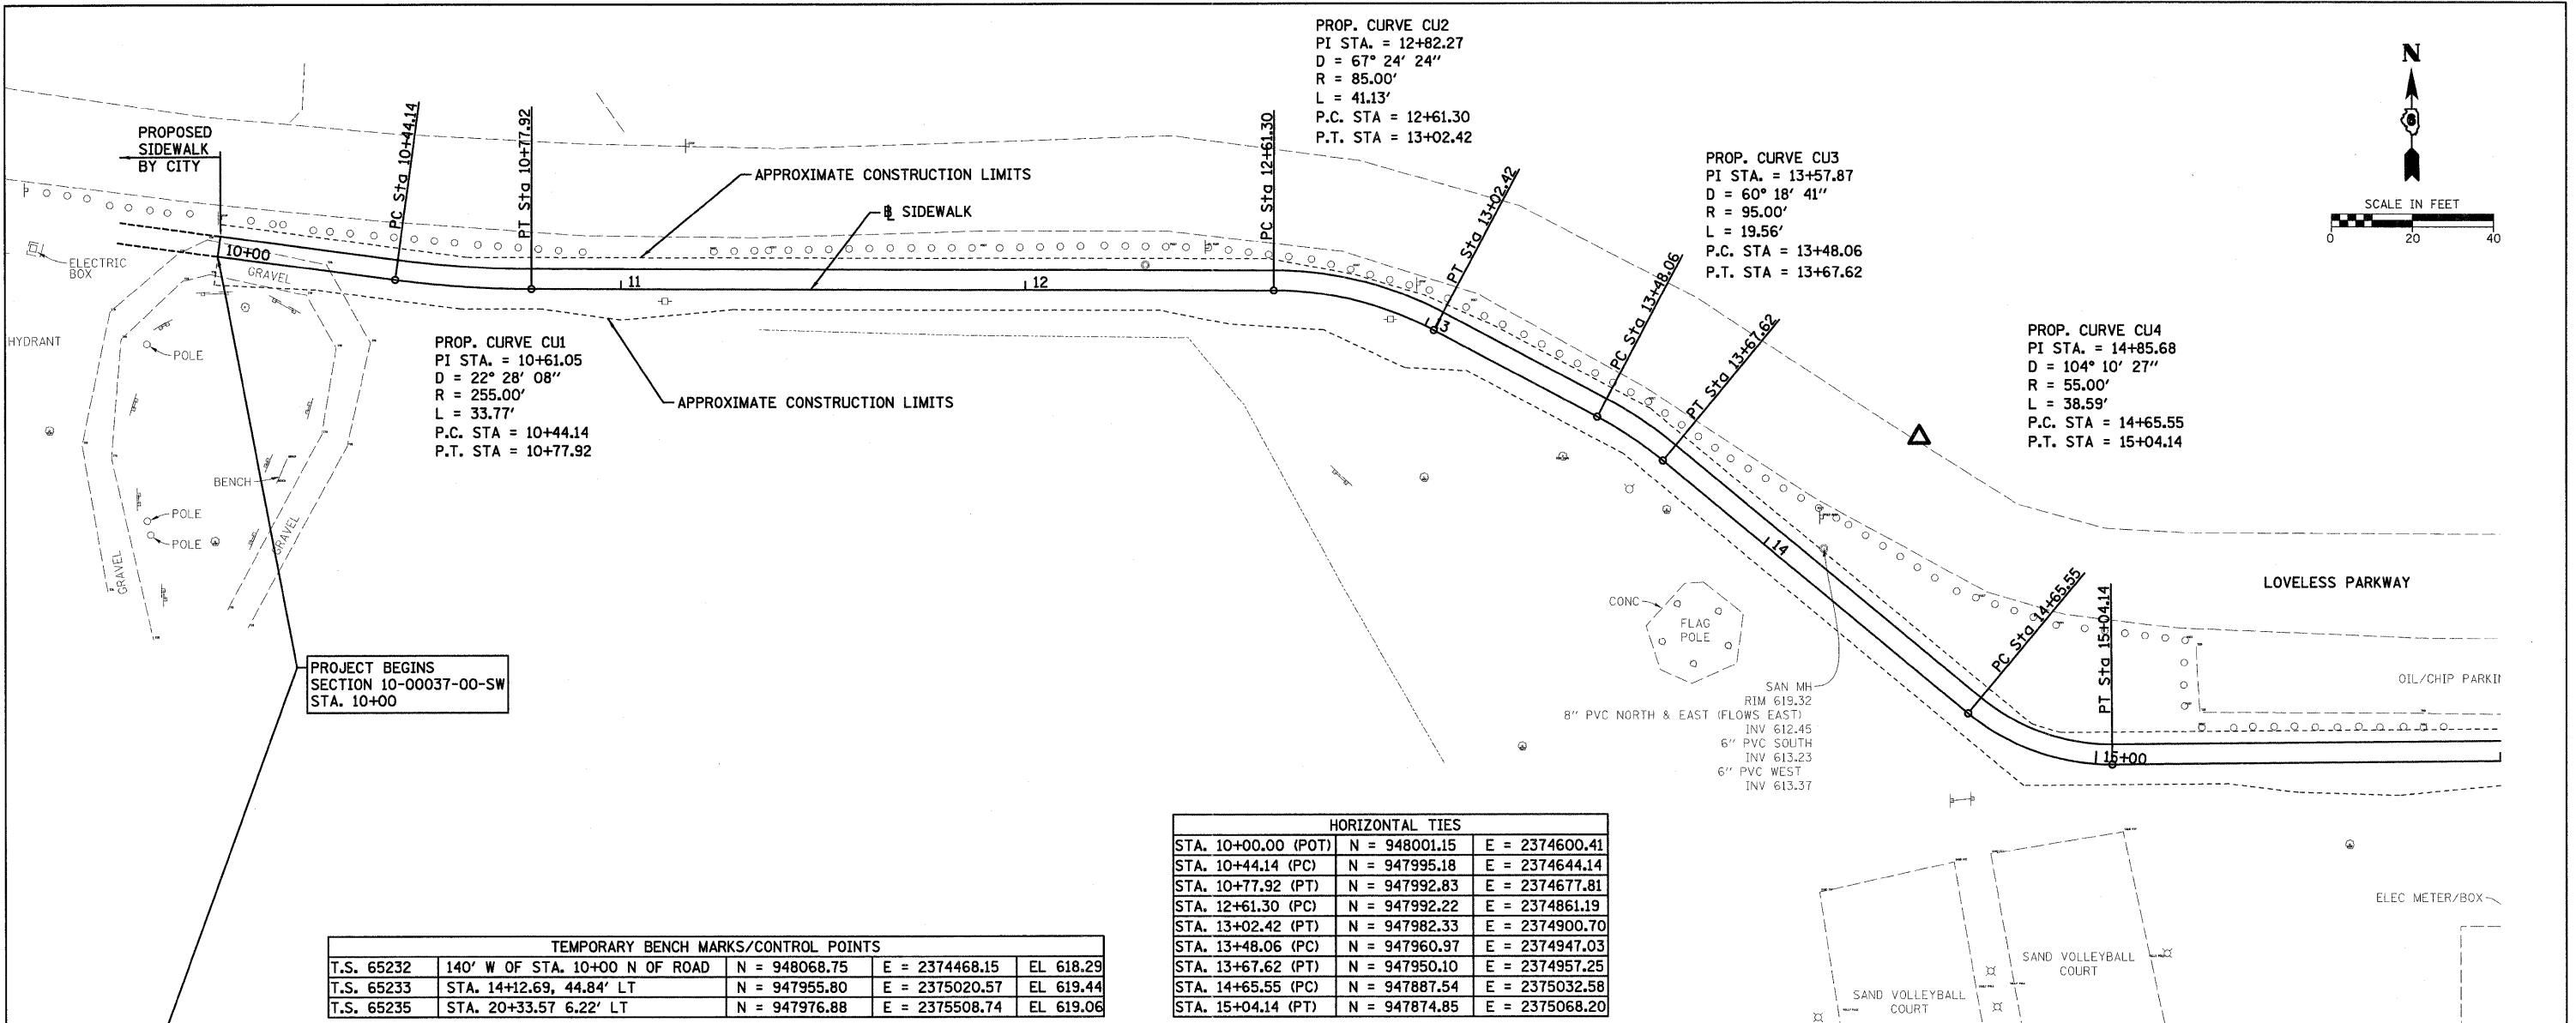 PROP. CURVE CU2
PI STA. = 12+82.27
D = 67° 24' 24"
R = 85.00'
L = 41.13'
P.C. STA = 12+61.30
P.T. STA = 13+02.42
N
6
SCALE IN FEET
0 20 40
PROPOSED
SIDEWALK
BY CITY
PC Sta 10+44.14
PT Sta 10+77.92
PC Sta 12+61.30
PT Sta 13+02.42
PC Sta 13+48.06
PT Sta 13+67.62
PC Sta 14+65.55
PT Sta 15+04.14
APPROXIMATE CONSTRUCTION LIMITS
SIDEWALK
PROP. CURVE CU3
PI STA. = 13+57.87
D = 60° 18' 41"
R = 95.00'
L = 19.56'
P.C. STA = 13+48.06
P.T. STA = 13+67.62
ELECTRIC
BOX
10+00
GRAVEL
11
12
13
14
15+00
HYDRANT
POLE
PROP. CURVE CU1
PI STA. = 10+61.05
D = 22° 28' 08"
R = 255.00'
L = 33.77'
P.C. STA = 10+44.14
P.T. STA = 10+77.92
APPROXIMATE CONSTRUCTION LIMITS
PROP. CURVE CU4
PI STA. = 14+85.68
D = 104° 10' 27"
R = 55.00'
L = 38.59'
P.C. STA = 14+65.55
P.T. STA = 15+04.14
BENCH
POLE
POLE
GRAVEL
GRAVEL
LOVELESS PARKWAY
CONC
FLAG
POLE
OIL/CHIP PARKIN
PROJECT BEGINS
SECTION 10-00037-00-SW
STA. 10+00
SAN MH
RIM 619.32
8" PVC NORTH & EAST (FLOWS EAST)
INV 612.45
6" PVC SOUTH
INV 613.23
6" PVC WEST
INV 613.37
HORIZONTAL TIES
STA. 10+00.00 (POT) N = 948001.15 E = 2374600.41
STA. 10+44.14 (PC) N = 947995.18 E = 2374644.14
STA. 10+77.92 (PT) N = 947992.83 E = 2374677.81
STA. 12+61.30 (PC) N = 947992.22 E = 2374861.19
STA. 13+02.42 (PT) N = 947982.33 E = 2374900.70
STA. 13+48.06 (PC) N = 947960.97 E = 2374947.03
STA. 13+67.62 (PT) N = 947950.10 E = 2374957.25
STA. 14+65.55 (PC) N = 947887.54 E = 2375032.58
STA. 15+04.14 (PT) N = 947874.85 E = 2375068.20
TEMPORARY BENCH MARKS/CONTROL POINTS
T.S. 65232 140' W OF STA. 10+00 N OF ROAD N = 948068.75 E = 2374468.15 EL 618.29
T.S. 65233 STA. 14+12.69, 44.84' LT N = 947955.80 E = 2375020.57 EL 619.44
T.S. 65235 STA. 20+33.57 6.22' LT N = 947976.88 E = 2375508.74 EL 619.06
ELEC METER/BOX
SAND VOLLEYBALL
COURT
SAND VOLLEYBALL
COURT